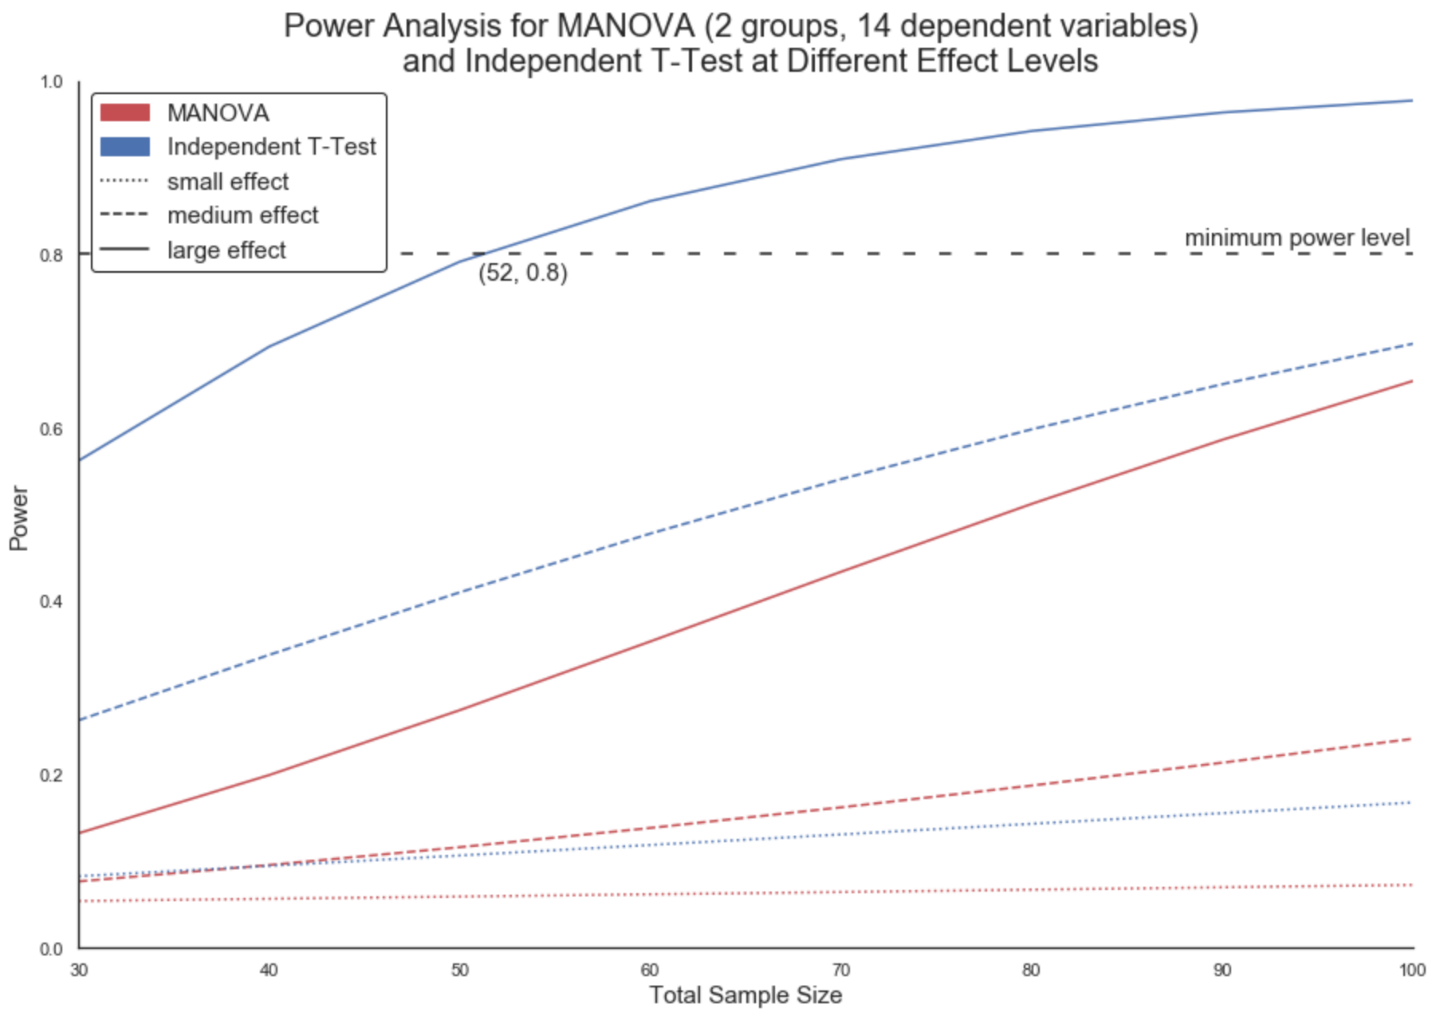 Power Analysis for MANOVA (2 groups, 14 dependent variables)
and Independent T-Test at Different Effect Levels
1.0
MANOVA
Independent T-Test
small effect
medium effect
large effect
minimum power level
0.8
(52, 0.8)
0.6
Power
0.4
0.2
0.0
30 40 50 60 70 80 90 100
Total Sample Size